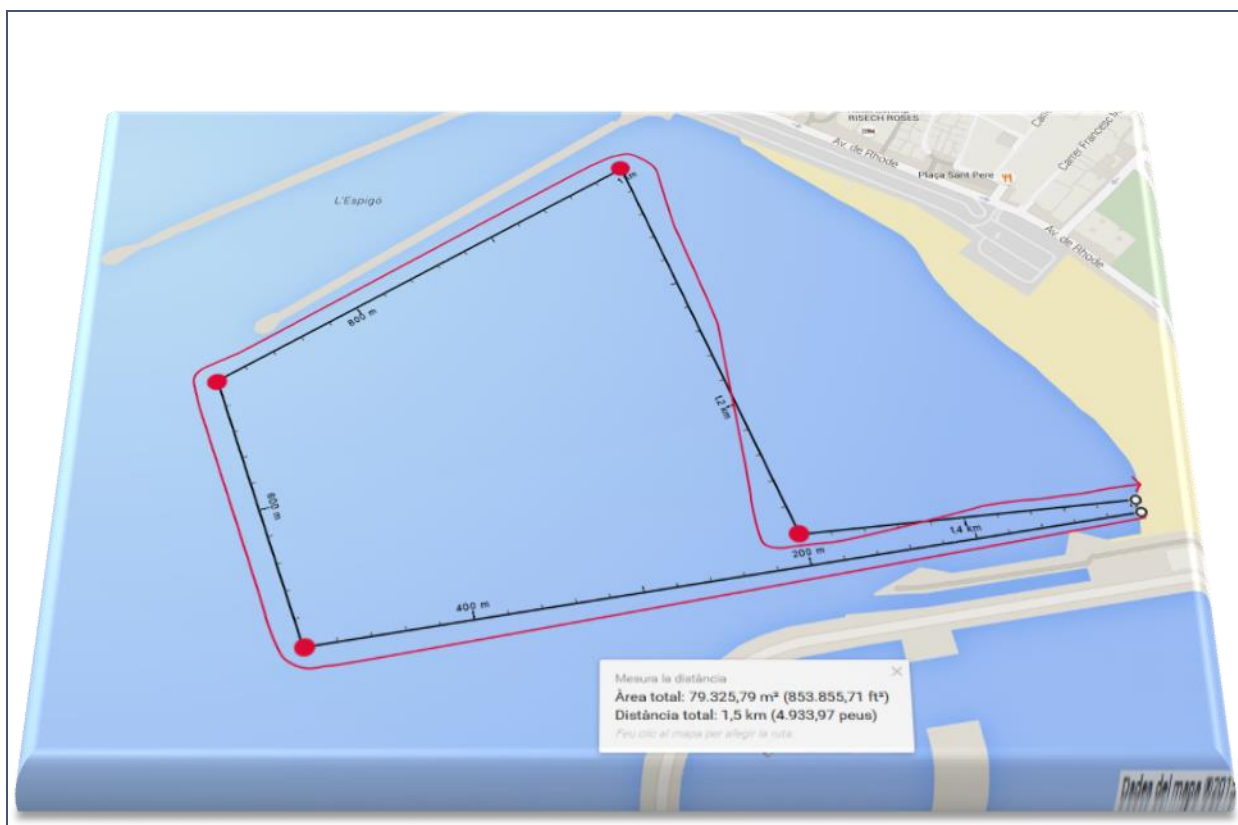 RISECH ROSES
Av. de Rhode
Plaça Sant Pere
Carrer Francesc M
Av. de Rhode
L'Espigó
800 m
1,2 km
600 m
1,4 km
200 m
400 m
Mesura la distància
Àrea total: 79.325,79 m² (853.855,71 ft²)
Distància total: 1,5 km (4.933,97 peus)
Feu clic al mapa per afegir la ruta
Dades del mapa